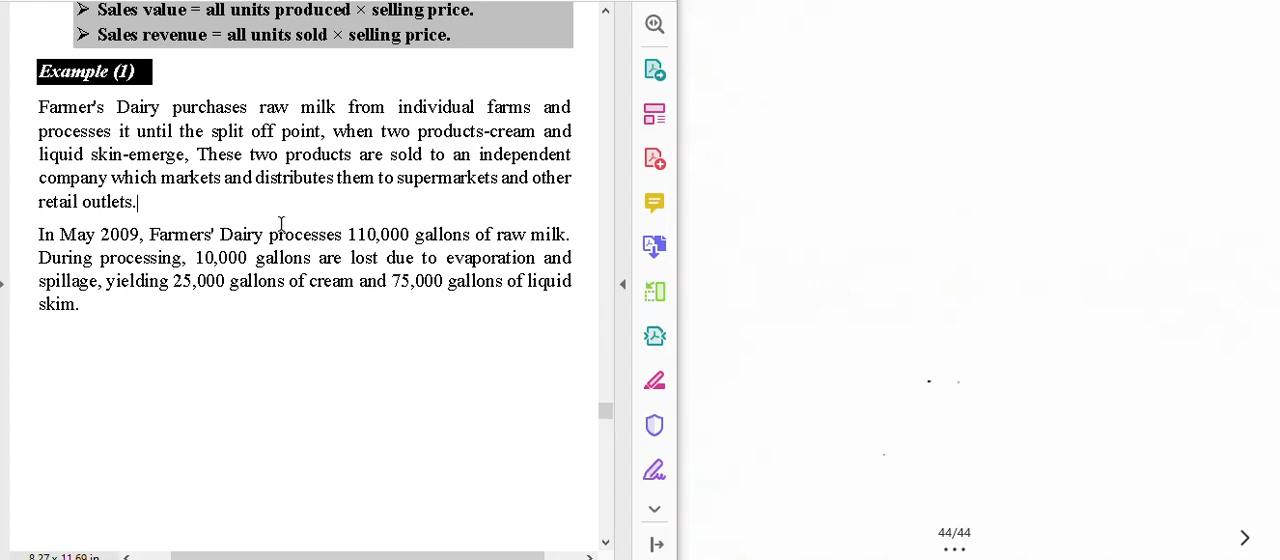 ➤ Sales value = all units produced × selling price.
➤ Sales revenue = all units sold × selling price.
Example (1)
Farmer's Dairy purchases raw milk from individual farms and
processes it until the split off point, when two products-cream and
liquid skin-emerge, These two products are sold to an independent
company which markets and distributes them to supermarkets and other
retail outlets.
In May 2009, Farmers' Dairy processes 110,000 gallons of raw milk.
During processing, 10,000 gallons are lost due to evaporation and
spillage, yielding 25,000 gallons of cream and 75,000 gallons of liquid
skim.
8.27 x 11.69 in
44/44